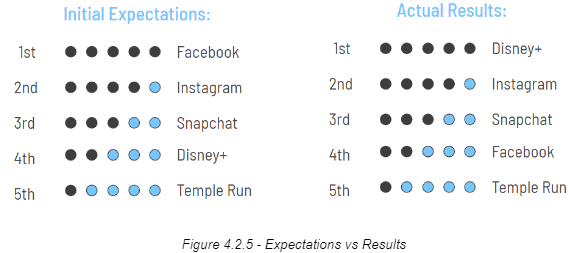 Initial Expectations:
1st Facebook
2nd Instagram
3rd Snapchat
4th Disney+
5th Temple Run
Actual Results:
1st Disney+
2nd Instagram
3rd Snapchat
4th Facebook
5th Temple Run
Figure 4.2.5 - Expectations vs Results